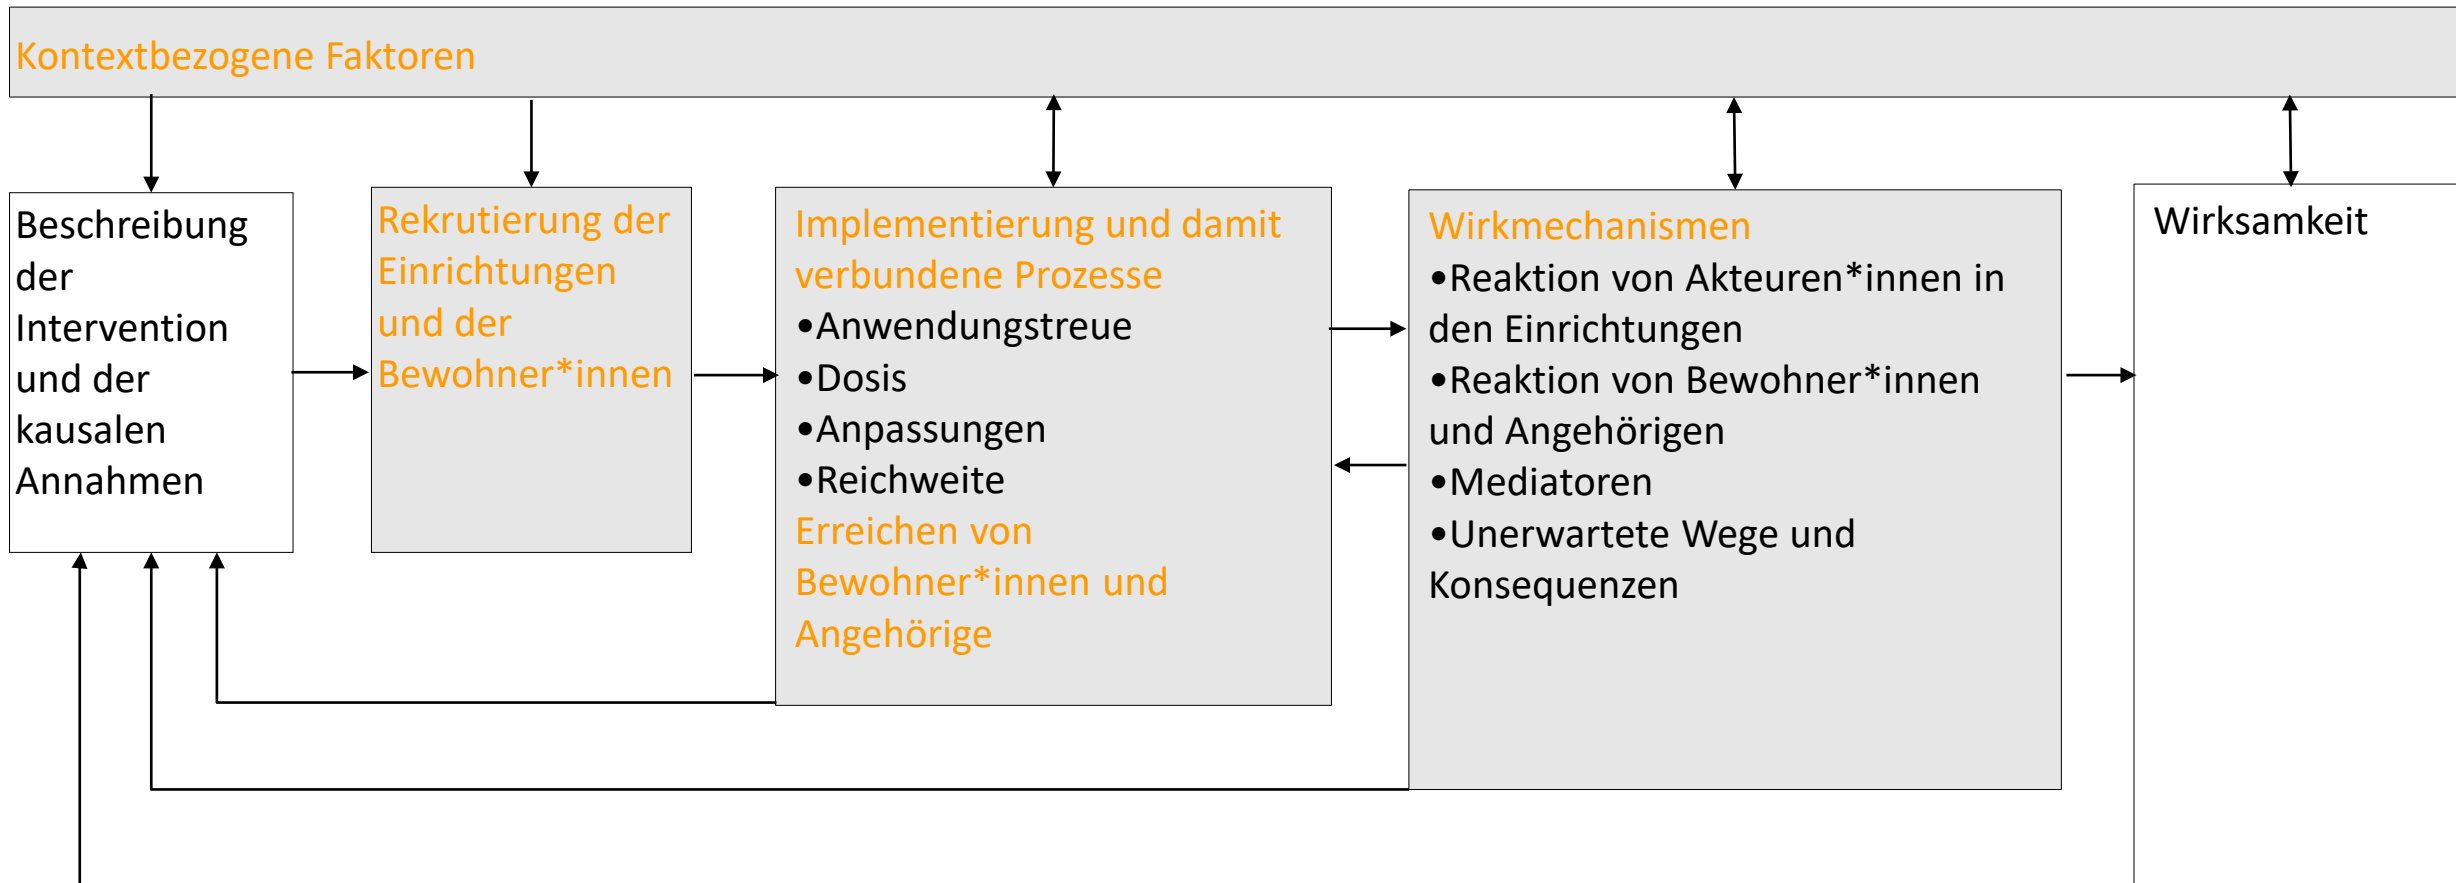 Kontextbezogene Faktoren
Beschreibung
der
Intervention
und der
kausalen
Annahmen
Rekrutierung der
Einrichtungen
und der
Bewohner*innen
Implementierung und damit
verbundene Prozesse
•Anwendungstreue
•Dosis
•Anpassungen
•Reichweite
Erreichen von
Bewohner*innen und
Angehörige
Wirkmechanismen
•Reaktion von Akteuren*innen in
den Einrichtungen
•Reaktion von Bewohner*innen
und Angehörigen
•Mediatoren
•Unerwartete Wege und
Konsequenzen
Wirksamkeit